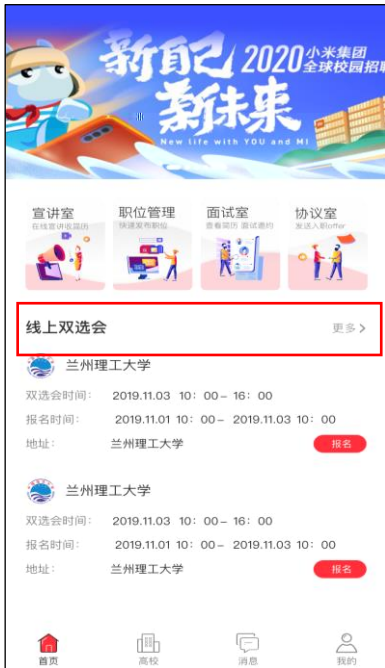 新自己 2020 小米集团
全球校园招聘
新未来
New life with YOU and MI
宣讲室 职位管理 面试室 协议室
在线宣讲收简历 快速发布职位 查看简历 面试邀约 发送入职offer
线上双选会 更多 >
兰州理工大学
双选会时间： 2019.11.03 10：00 – 16：00
报名时间： 2019.11.01 10：00 – 2019.11.03 10：00
地址： 兰州理工大学 报名
兰州理工大学
双选会时间： 2019.11.03 10：00 – 16：00
报名时间： 2019.11.01 10：00 – 2019.11.03 10：00
地址： 兰州理工大学 报名
首页 高校 消息 我的